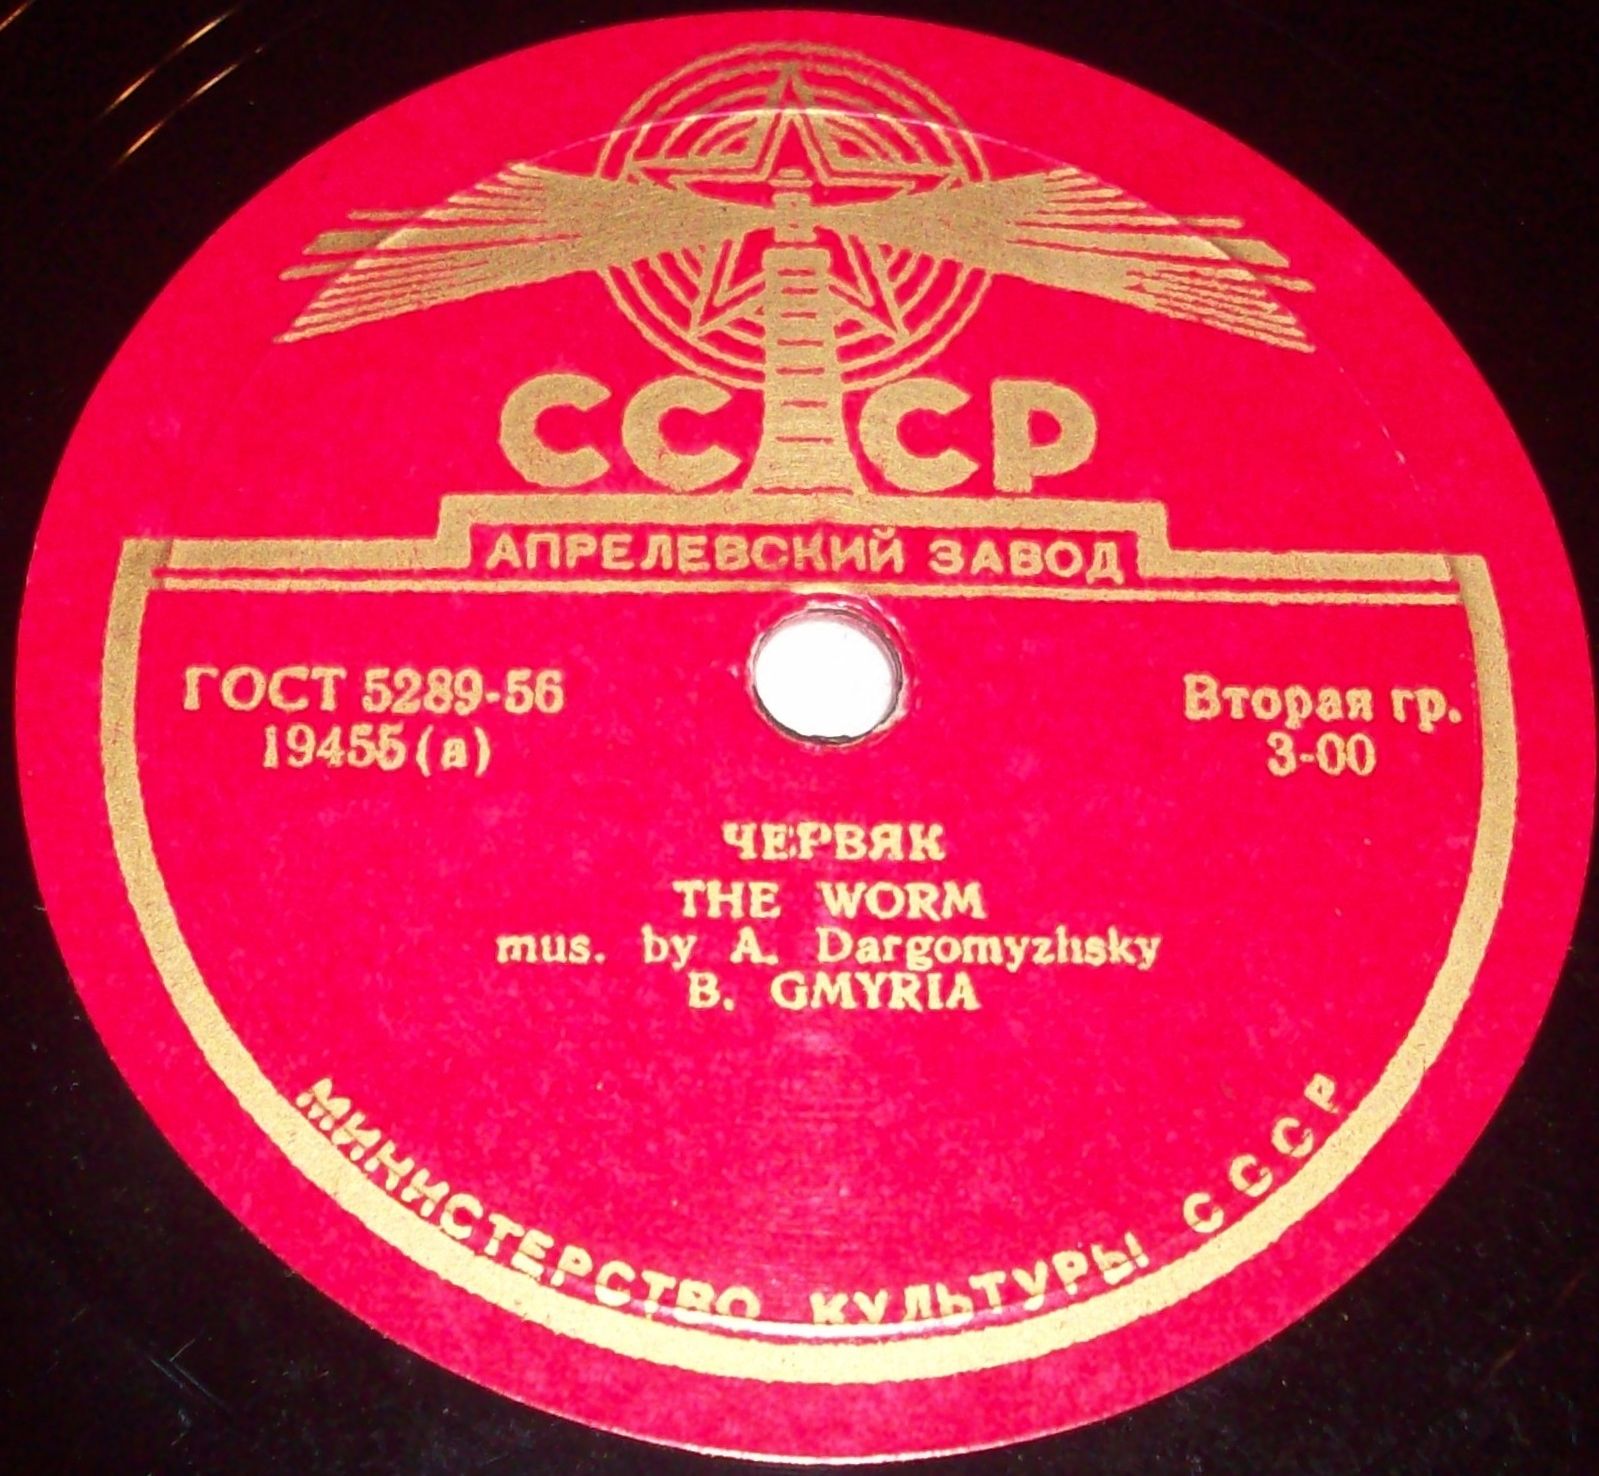 СССР
АПРЕЛЕВСКИЙ ЗАВОД
ГОСТ 5289-56
19455 (а)
Вторая гр.
3-00
ЧЕРВЯК
THE WORM
mus. by A. Dargomyzhsky
B. GMYRIA
МИНИСТЕРСТВО КУЛЬТУРЫ СССР